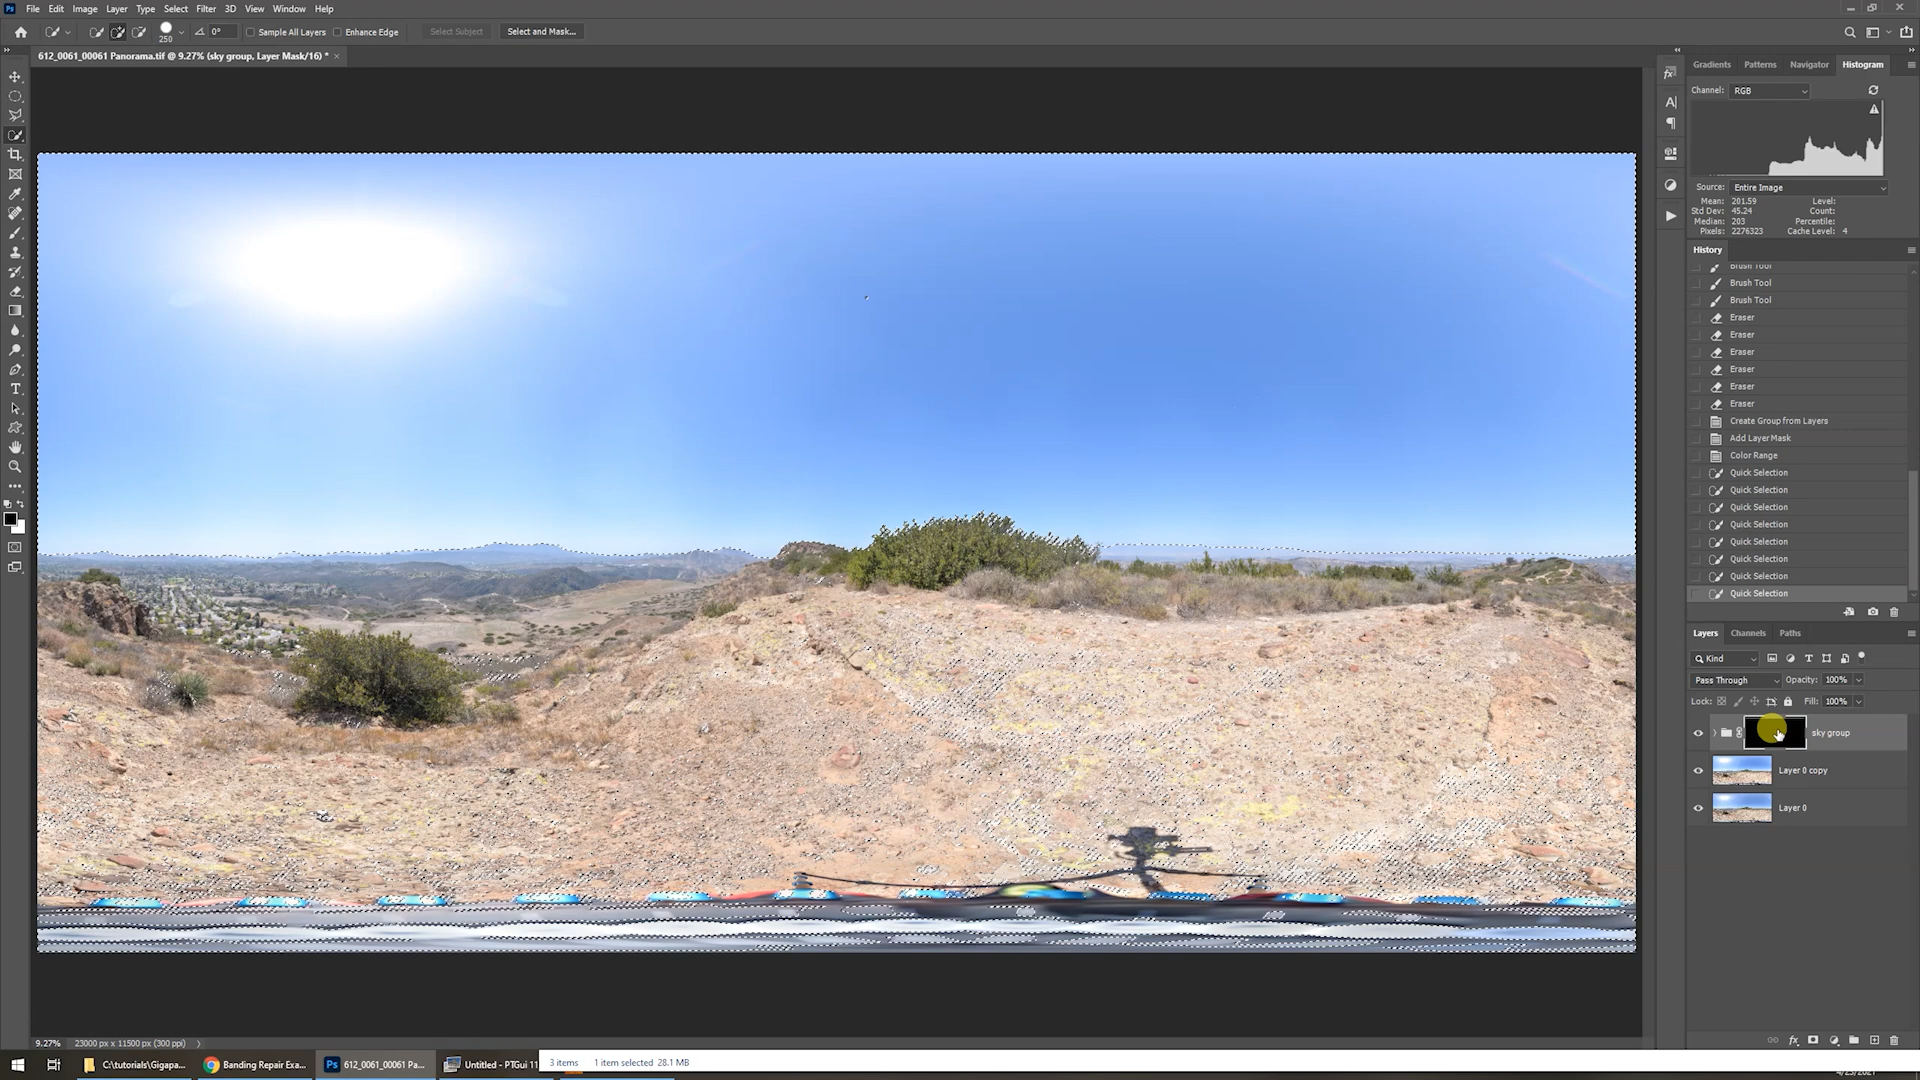 Ps File Edit Image Layer Type Select Filter 3D View Window Help
250 0° Sample All Layers Enhance Edge Select Subject Select and Mask...
612_0061_00061 Panorama.tif @ 9.27% (sky group, Layer Mask/16) * ×
Gradients Patterns Navigator Histogram
Channel: RGB
Source: Entire Image
Mean: 201.59 Level:
Std Dev: 45.24 Count:
Median: 203 Percentile:
Pixels: 2276323 Cache Level: 4
History
Brush Tool
Brush Tool
Brush Tool
Eraser
Eraser
Eraser
Eraser
Eraser
Eraser
Create Group from Layers
Add Layer Mask
Color Range
Quick Selection
Quick Selection
Quick Selection
Quick Selection
Quick Selection
Quick Selection
Quick Selection
Quick Selection
Layers Channels Paths
Kind
Pass Through Opacity: 100%
Lock: Fill: 100%
sky group
Layer 0 copy
Layer 0
9.27% 23000 px x 11500 px (300 ppi)
C:\tutorials\Gigapa... Banding Repair Exa... Ps 612_0061_00061 Pa... Untitled - PTGui 11 3 items 1 item selected 28.1 MB